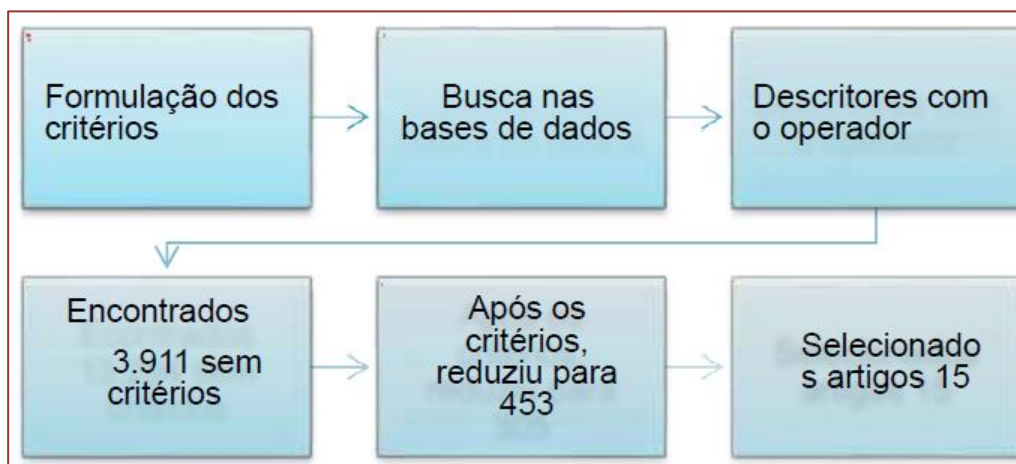 Formulação dos
critérios
Busca nas
bases de dados
Descritores com
o operador
Encontrados
3.911 sem
critérios
Após os
critérios,
reduziu para
453
Selecionado
s artigos 15